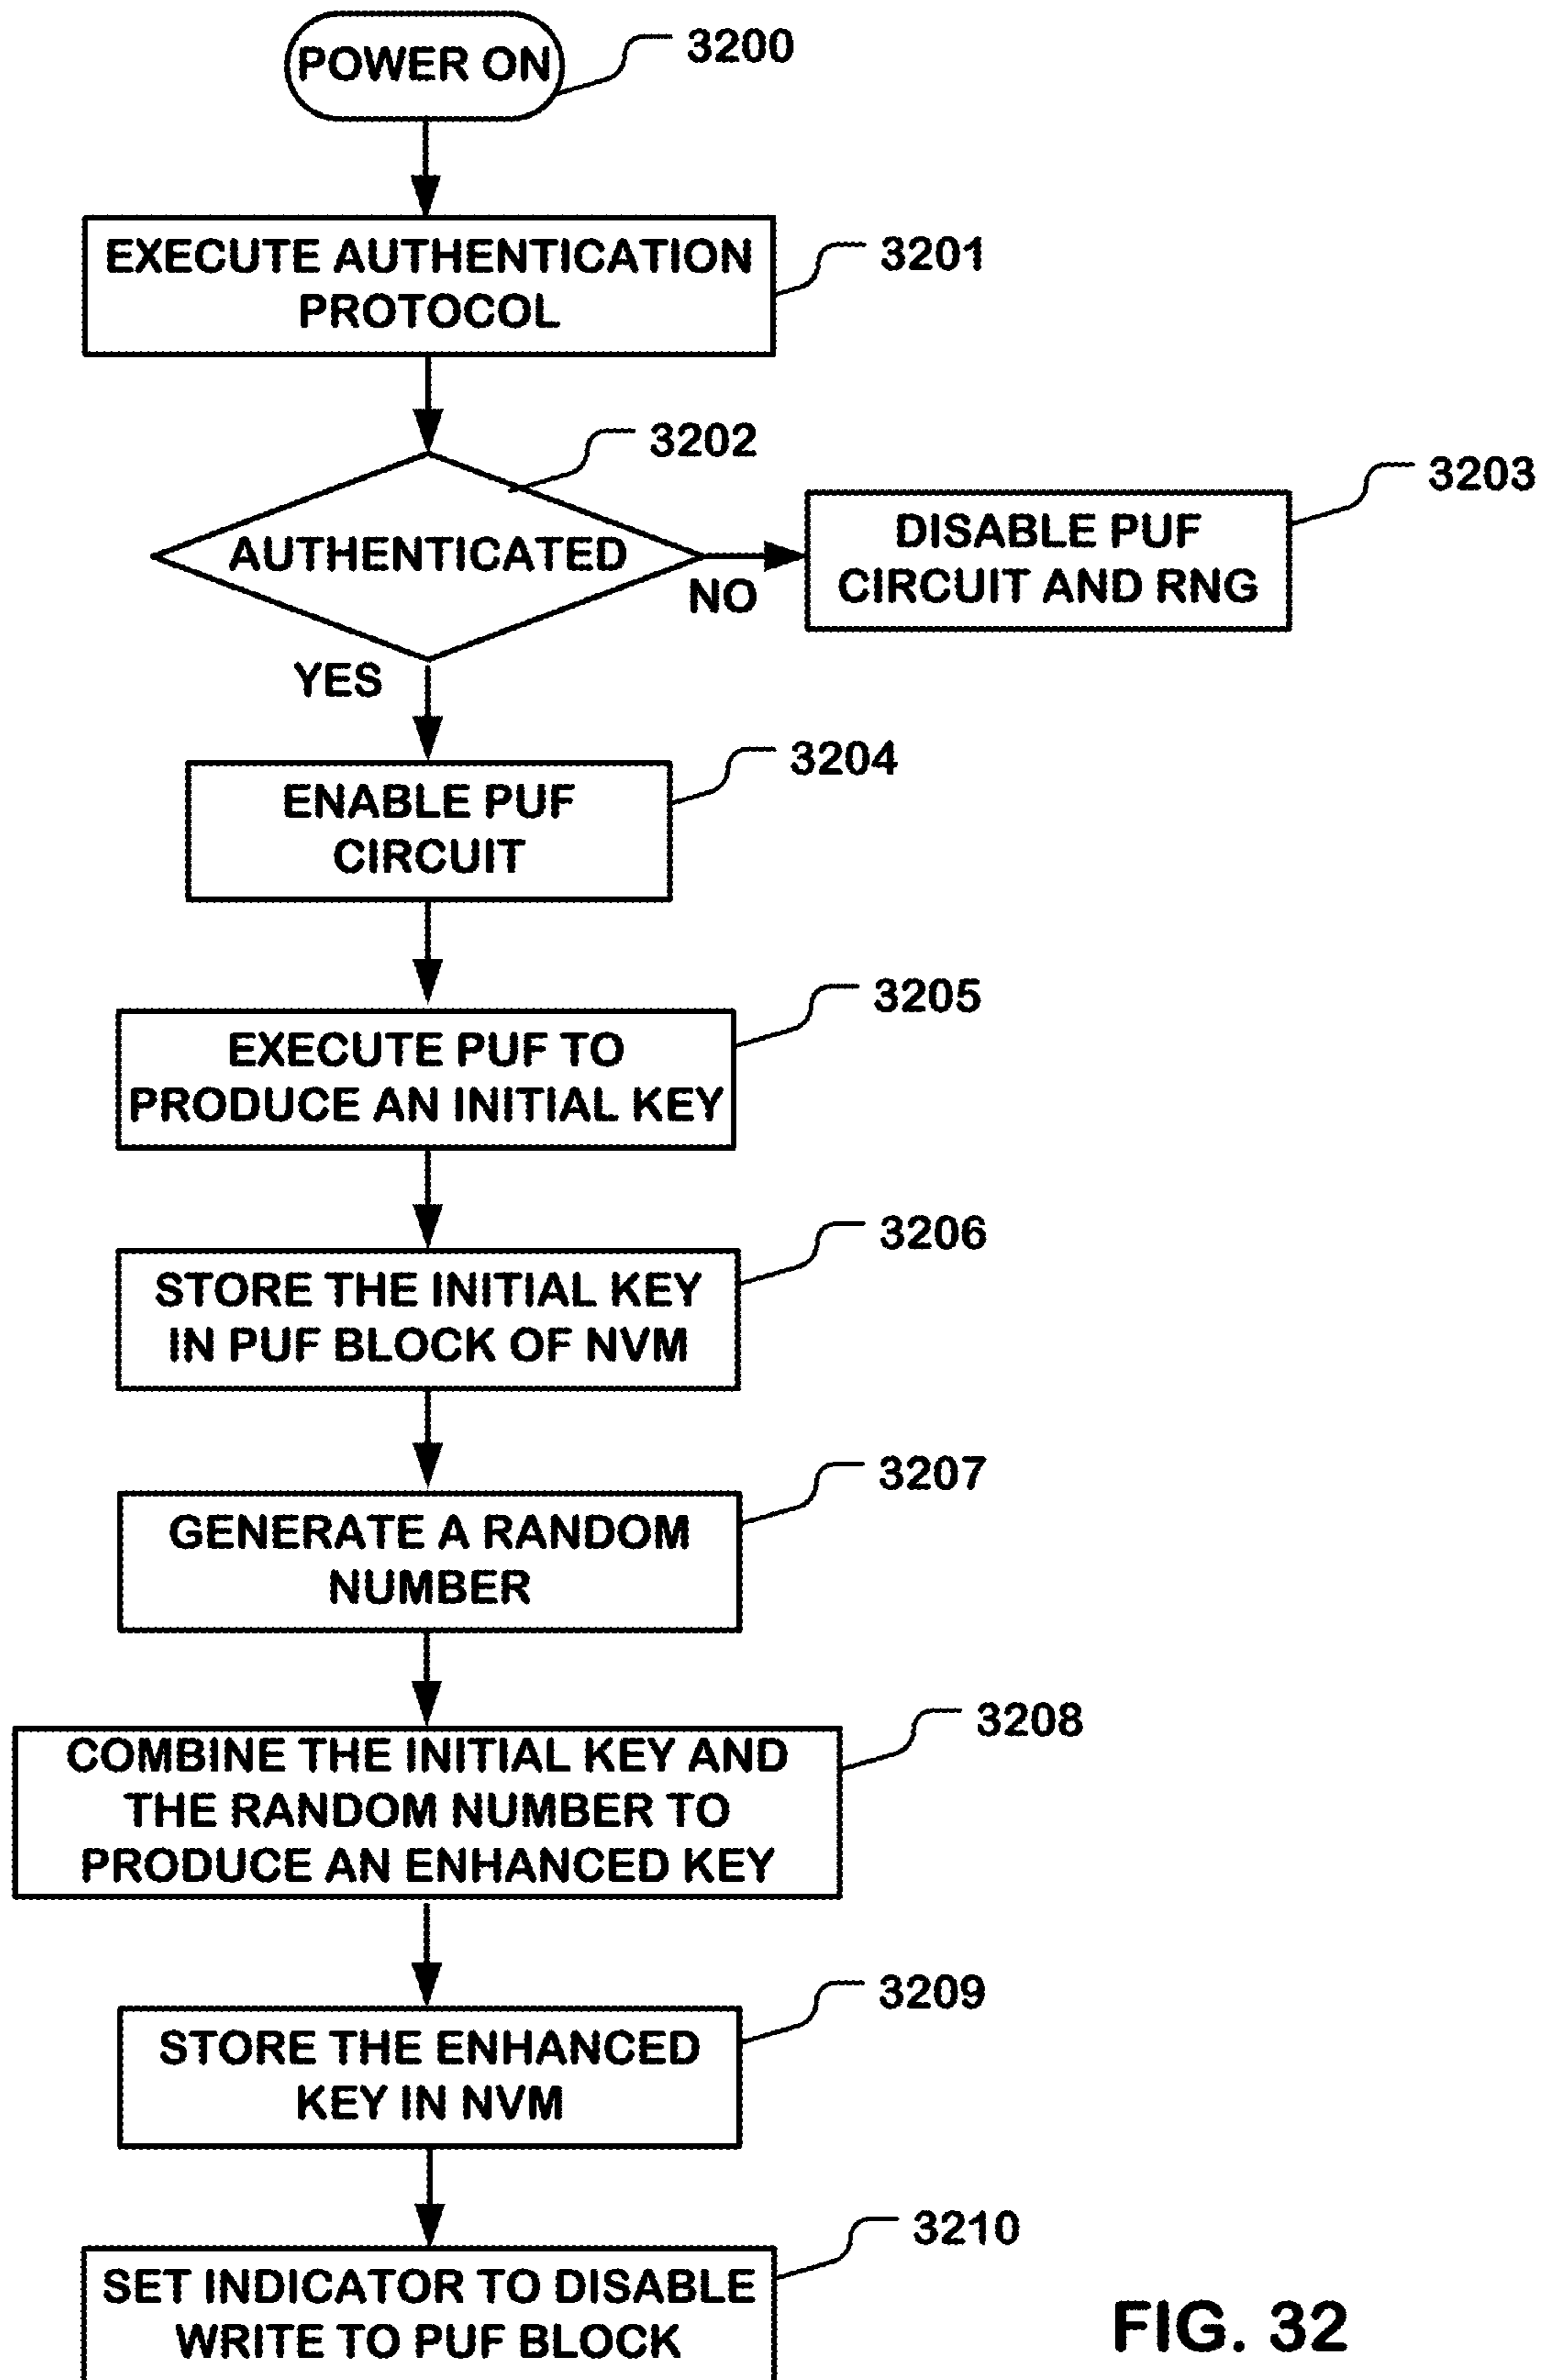 POWER ON
3200
EXECUTE AUTHENTICATION
PROTOCOL
3201
3202
AUTHENTICATED
NO
YES
3203
DISABLE PUF
CIRCUIT AND RNG
3204
ENABLE PUF
CIRCUIT
3205
EXECUTE PUF TO
PRODUCE AN INITIAL KEY
3206
STORE THE INITIAL KEY
IN PUF BLOCK OF NVM
3207
GENERATE A RANDOM
NUMBER
3208
COMBINE THE INITIAL KEY AND
THE RANDOM NUMBER TO
PRODUCE AN ENHANCED KEY
3209
STORE THE ENHANCED
KEY IN NVM
3210
SET INDICATOR TO DISABLE
WRITE TO PUF BLOCK
FIG. 32